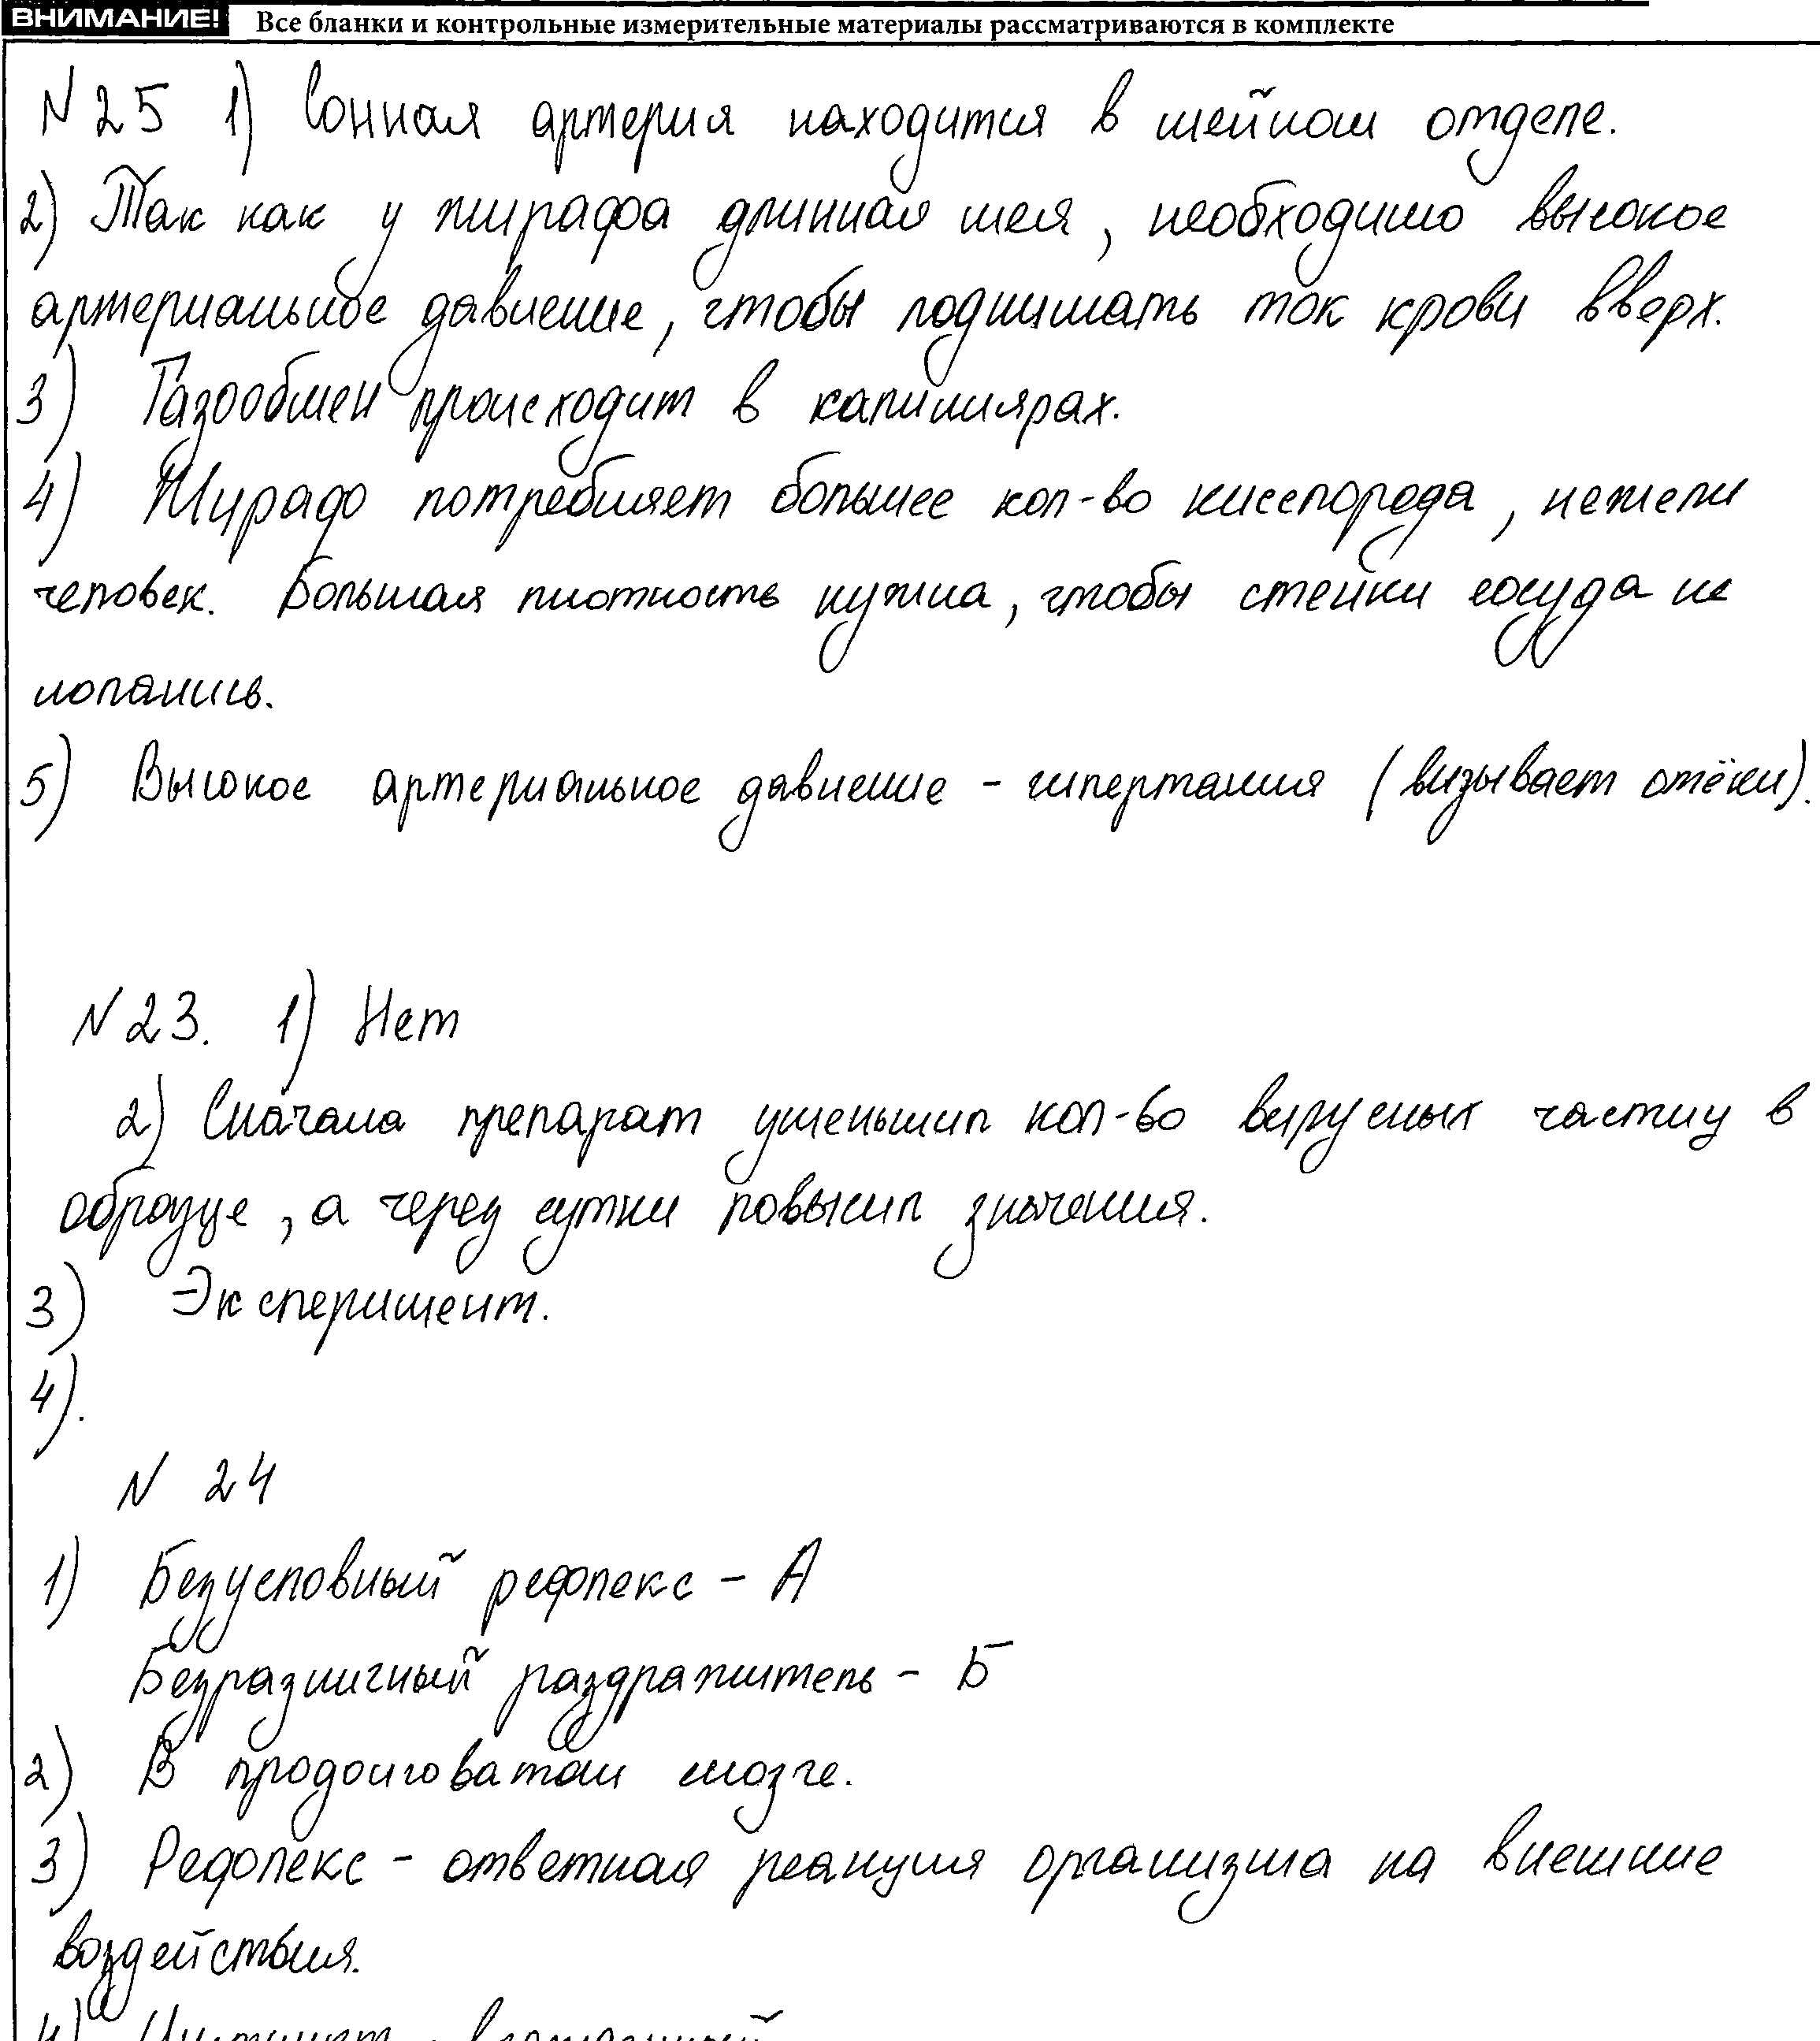 ВНИМАНИЕ! Все бланки и контрольные измерительные материалы рассматриваются в комплекте
N 25 1) Сонная артерия находится в шейном отделе.
2) Так как у жирафа длинная шея, необходимо высокое
артериальное давление, чтобы поднимать ток крови вверх.
3) Газообмен происходит в капиллярах.
4) Жираф потребляет большее кол-во кисслорода, нежели
человек. Большая плотность нужна, чтобы стенки сосуда не
лопались.
5) Высокое артериальное давление - гипертания (вызывает отёки).
N 23. 1) Нет
2) Сначала препарат уменьшил кол-во вирусных частиц в
образце, а через сутки повысил значения.
3) Эксперимент.
4).
N 24
1) Безусловный рефлекс - А
Безразличный раздражитель - Б
2) В продолговатом мозге.
3) Рефлекс - ответная реакция организма на внешние
воздействия.
4) Инстинкт -